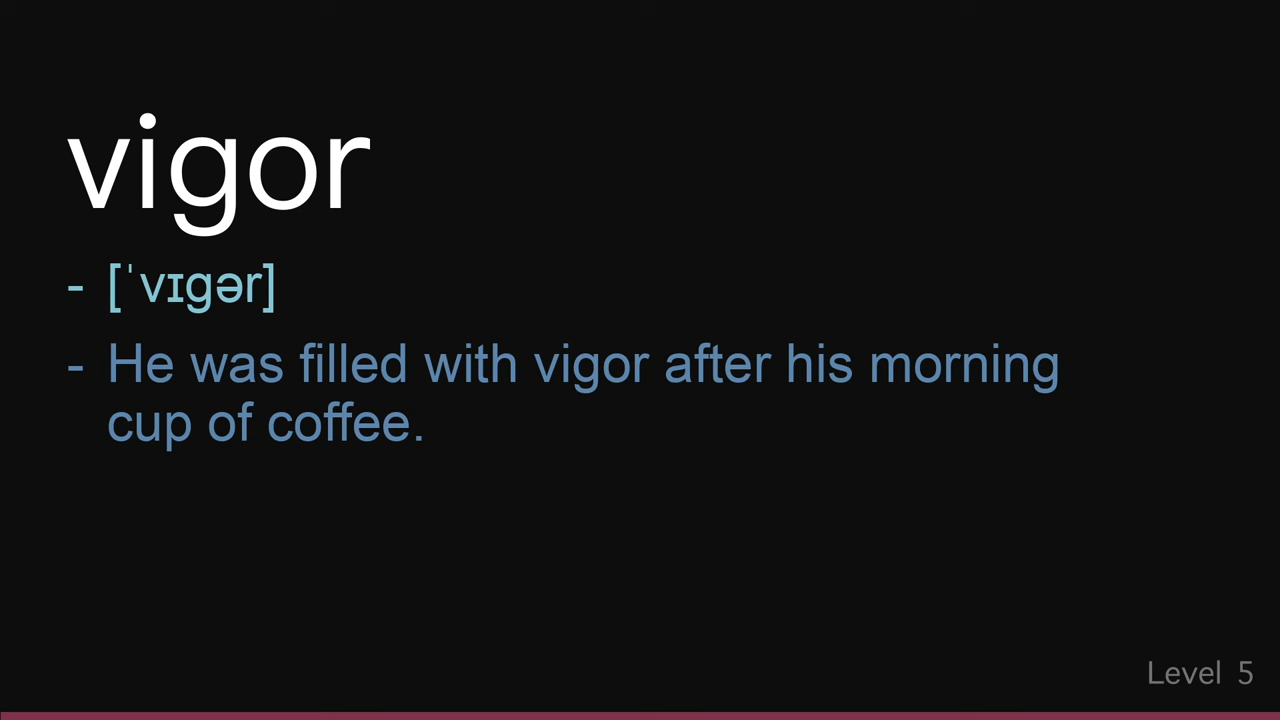 vigor
- [ˈvɪgər]
- He was filled with vigor after his morning
cup of coffee.
Level 5